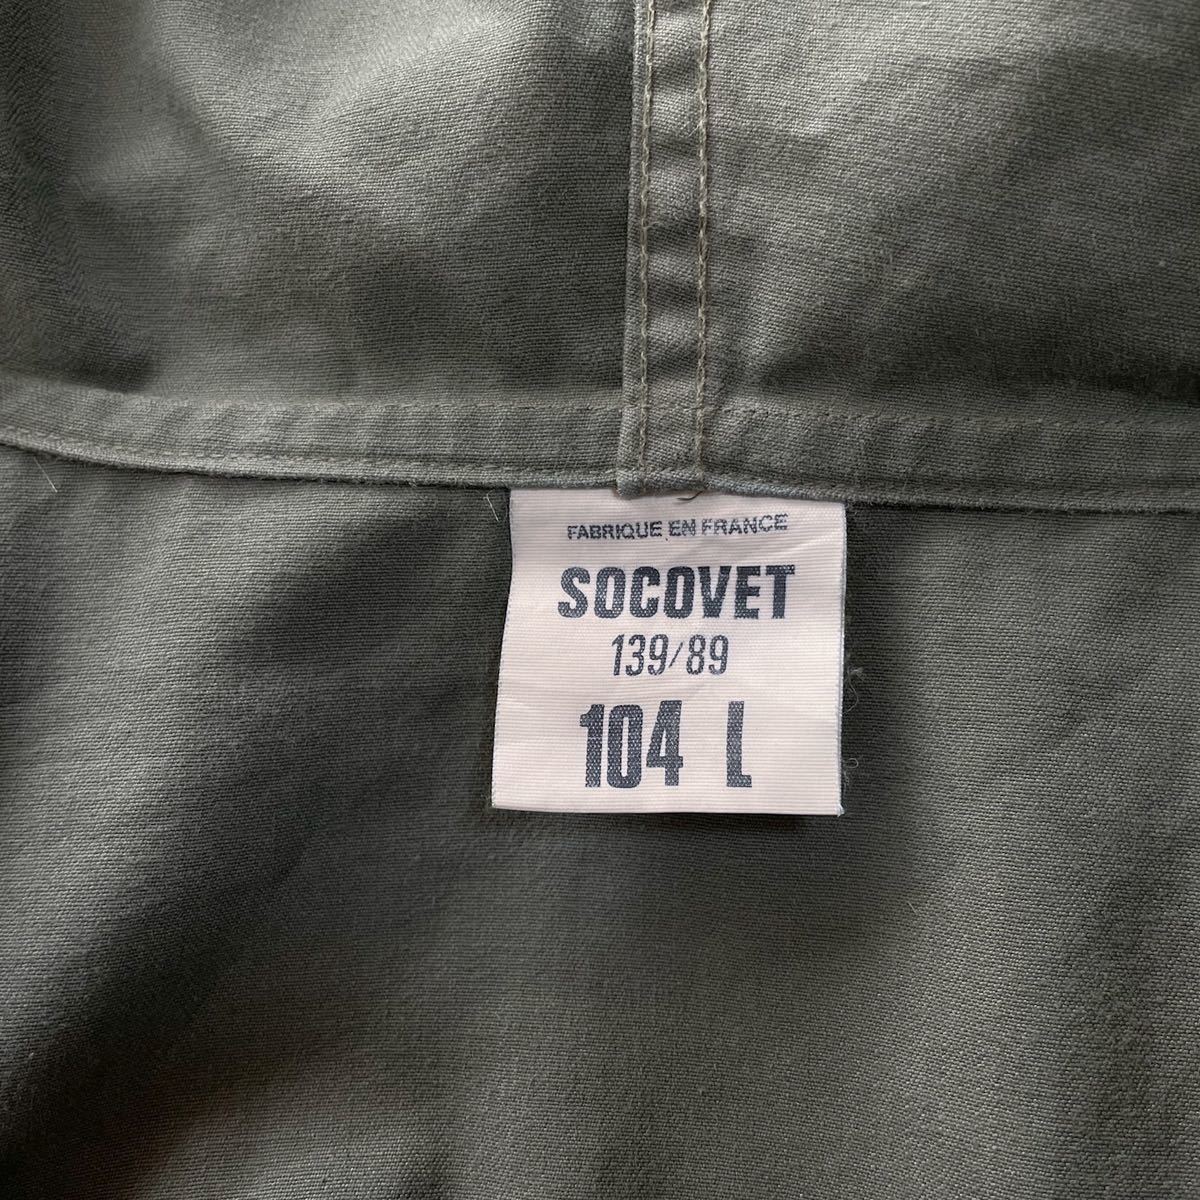 FABRIQUE EN FRANCE
SOCOVET
139/89
104 L